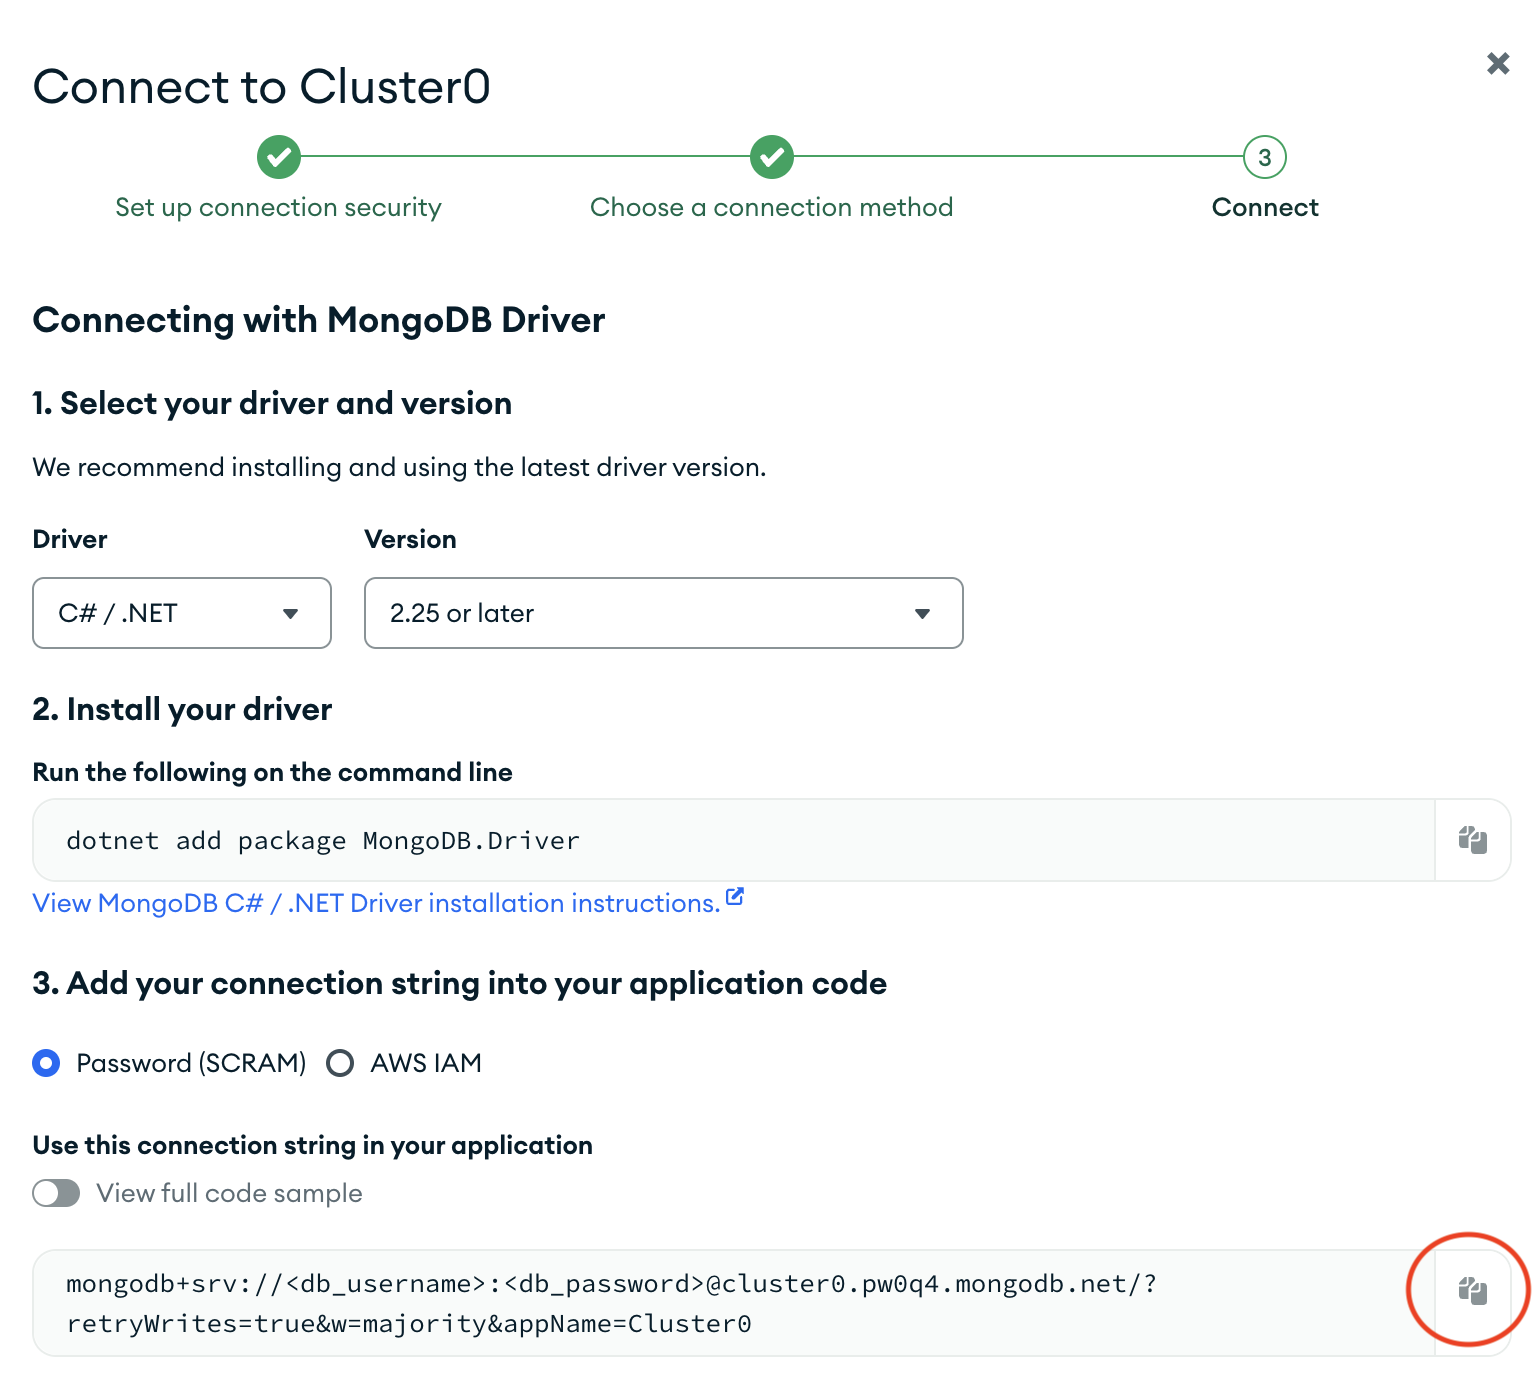 Connect to Cluster0
3
Set up connection security
Choose a connection method
Connect
Connecting with MongoDB Driver
1. Select your driver and version
We recommend installing and using the latest driver version.
Driver
Version
C# / .NET
2.25 or later
2. Install your driver
Run the following on the command line
dotnet add package MongoDB.Driver
View MongoDB C# / .NET Driver installation instructions.
3. Add your connection string into your application code
Password (SCRAM)
AWS IAM
Use this connection string in your application
View full code sample
mongodb+srv://<db_username>:<db_password>@cluster0.pw0q4.mongodb.net/?
retryWrites=true&w=majority&appName=Cluster0